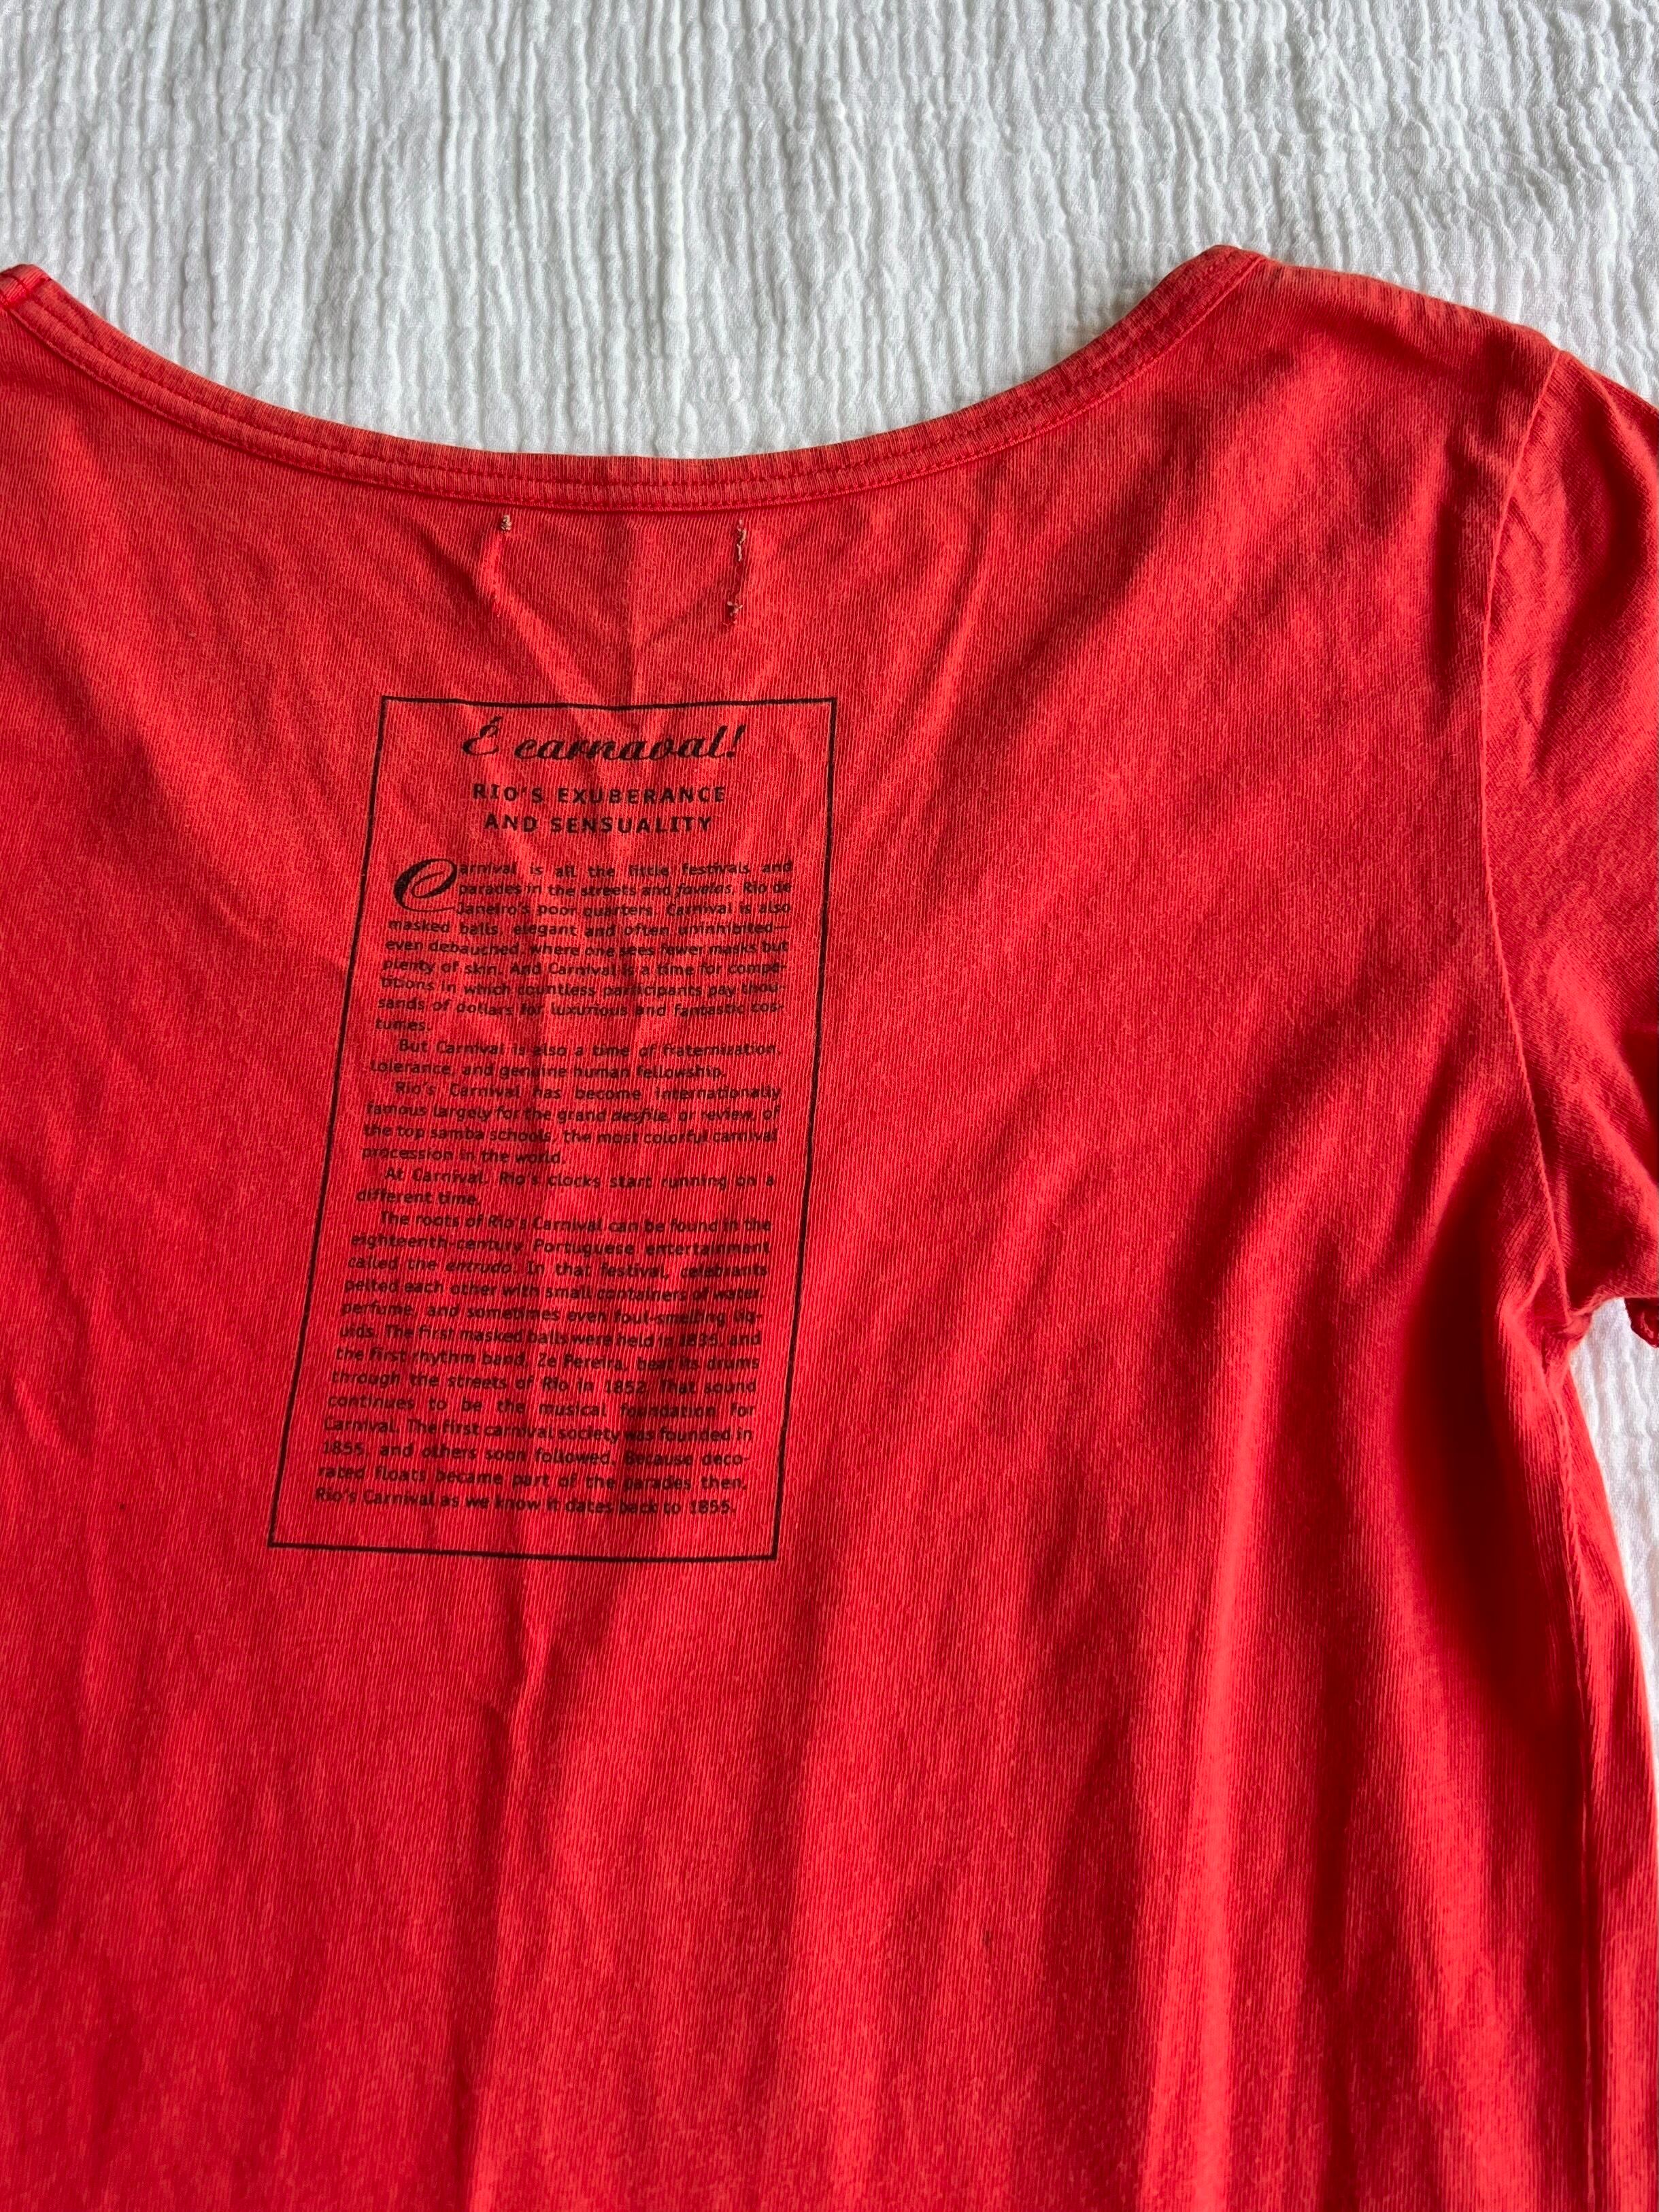 É carnaval!
RIO'S EXUBERANCE
AND SENSUALITY
Carnival is all the little festivals and
parades in the streets and favelas, Rio de
Janeiro's poor quarters. Carnival is also
masked balls, elegant and often uninhibited—
even debauched, where one sees fewer masks but
plenty of skin. And Carnival is a time for compe-
titions in which countless participants pay thou-
sands of dollars for luxurious and fantastic cos-
tumes.
But Carnival is also a time of fraternization,
tolerance, and genuine human fellowship.
Rio's Carnival has become internationally
famous largely for the grand desfile, or review, of
the top samba schools, the most colorful carnival
procession in the world.
At Carnival, Rio's clocks start running on a
different time.
The roots of Rio's Carnival can be found in the
eighteenth-century Portuguese entertainment
called the entrudo. In that festival, celebrants
pelted each other with small containers of water,
perfume, and sometimes even foul-smelling liq-
uids. The first masked balls were held in 1835, and
the first rhythm band, Ze Pereira, beat its drums
through the streets of Rio in 1852. That sound
continues to be the musical foundation for
Carnival. The first carnival society was founded in
1855, and others soon followed. Because deco-
rated floats became part of the parades then,
Rio's Carnival as we know it dates back to 1855.